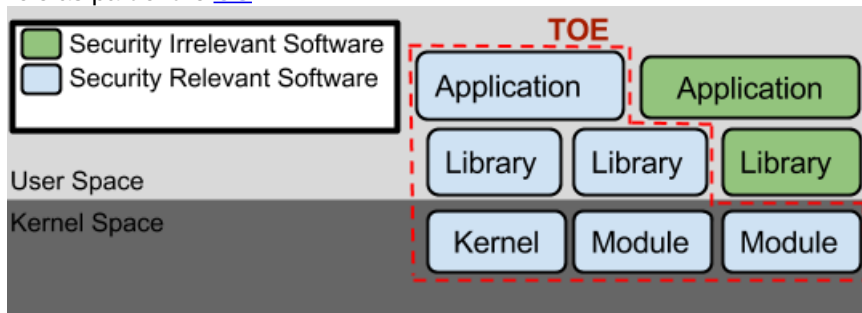 Security Irrelevant Software
Security Relevant Software
TOE
Application
Application
Library
Library
Library
User Space
Kernel Space
Kernel
Module
Module